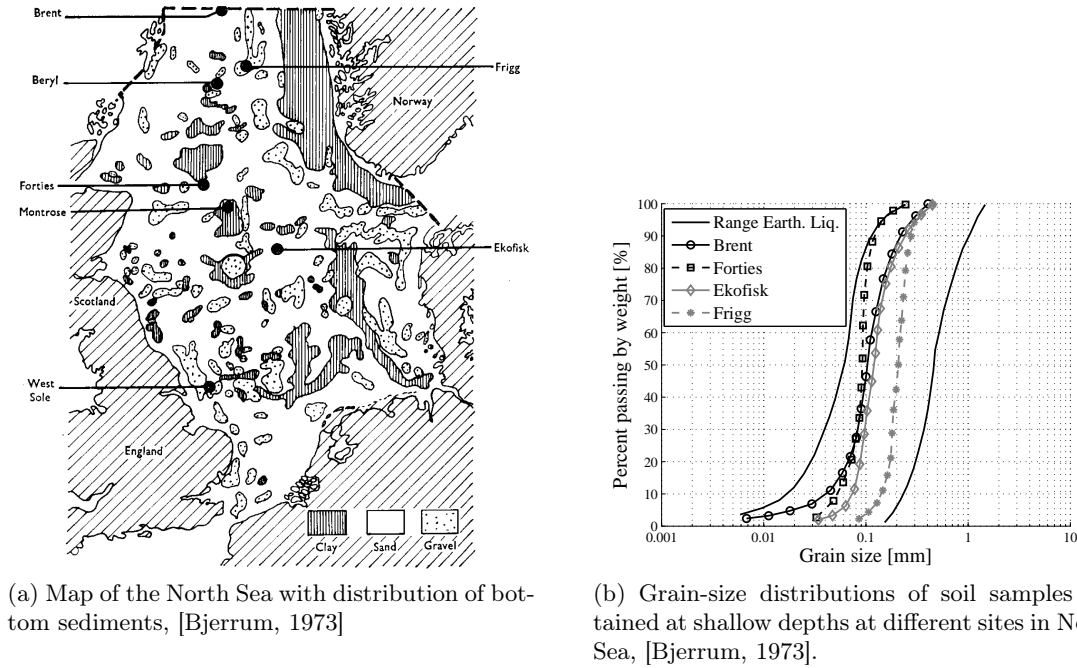 Brent
Frigg
Beryl
Norway
Forties
Montrose
Ekofisk
Scotland
West
Sole
England
Clay
Sand
Gravel
(a) Map of the North Sea with distribution of bot-
tom sediments, [Bjerrum, 1973]
Percent passing by weight [%]
100
90
80
70
60
50
40
30
20
10
0
Range Earth. Liq.
Brent
Forties
Ekofisk
Frigg
0.001
0.01
0.1
1
10
Grain size [mm]
(b) Grain-size distributions of soil samples
tained at shallow depths at different sites in No
Sea, [Bjerrum, 1973].